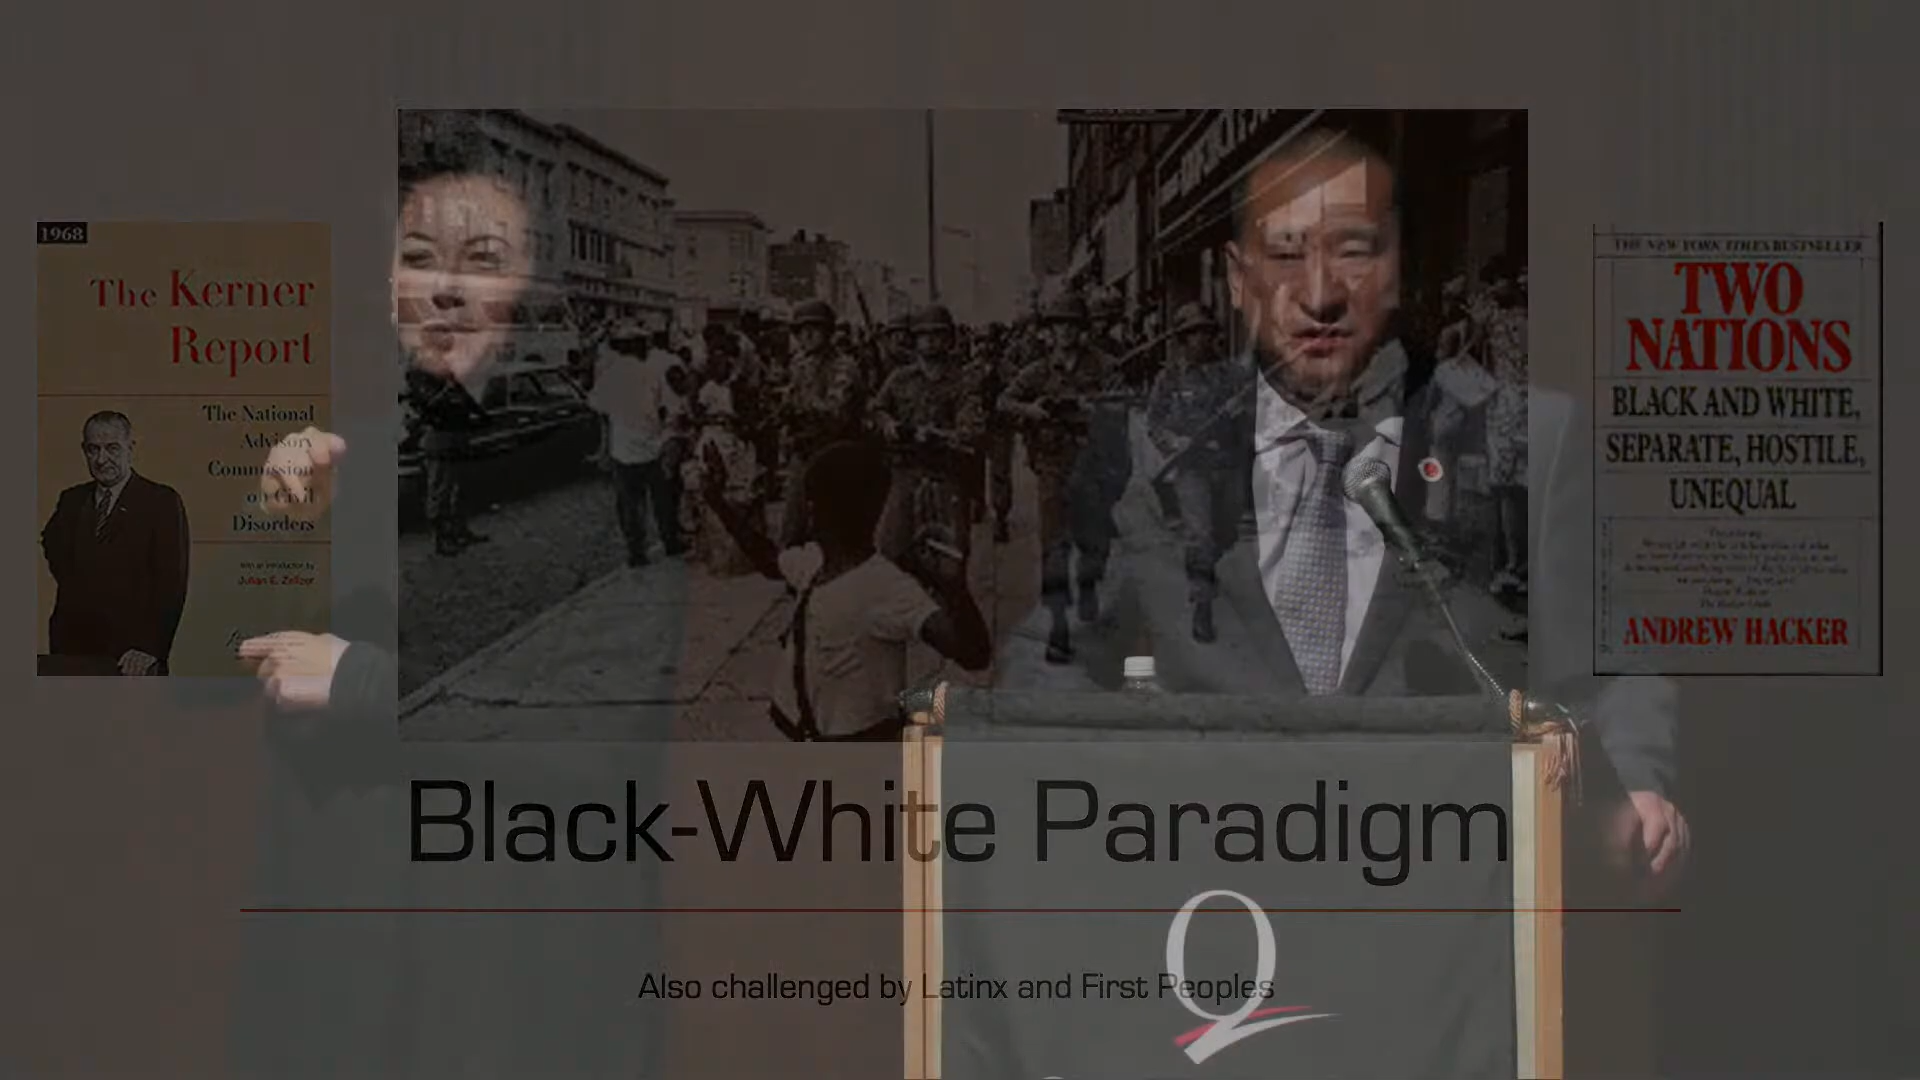 1968
The Kerner
Report
The National
Advisory
Commission
on Civil
Disorders
Julian E. Zelizer
THE NEW YORK TIMES BESTSELLER
TWO
NATIONS
BLACK AND WHITE,
SEPARATE, HOSTILE,
UNEQUAL
ANDREW HACKER
Black-White Paradigm
Q
Also challenged by Latinx and First Peoples